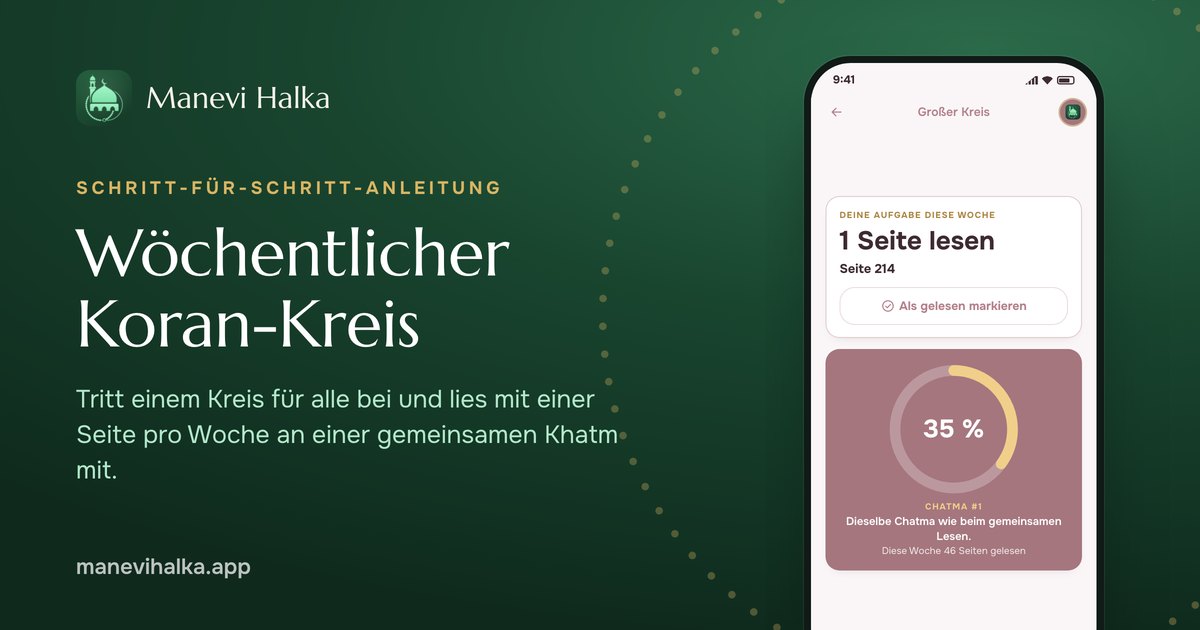 Manevi Halka
SCHRITT-FÜR-SCHRITT-ANLEITUNG
Wöchentlicher
Koran-Kreis
Tritt einem Kreis für alle bei und lies mit einer
Seite pro Woche an einer gemeinsamen Khatm
mit.
manevihalka.app
9:41
Großer Kreis
DEINE AUFGABE DIESE WOCHE
1 Seite lesen
Seite 214
Als gelesen markieren
35 %
CHATMA #1
Dieselbe Chatma wie beim gemeinsamen
Lesen.
Diese Woche 46 Seiten gelesen